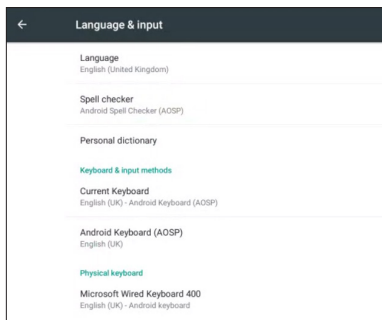 Language & input
Language
English (United Kingdom)
Spell checker
Android Spell Checker (AOSP)
Personal dictionary
Keyboard & input methods
Current Keyboard
English (UK) - Android Keyboard (AOSP)
Android Keyboard (AOSP)
English (UK)
Physical keyboard
Microsoft Wired Keyboard 400
English (UK) - Android keyboard